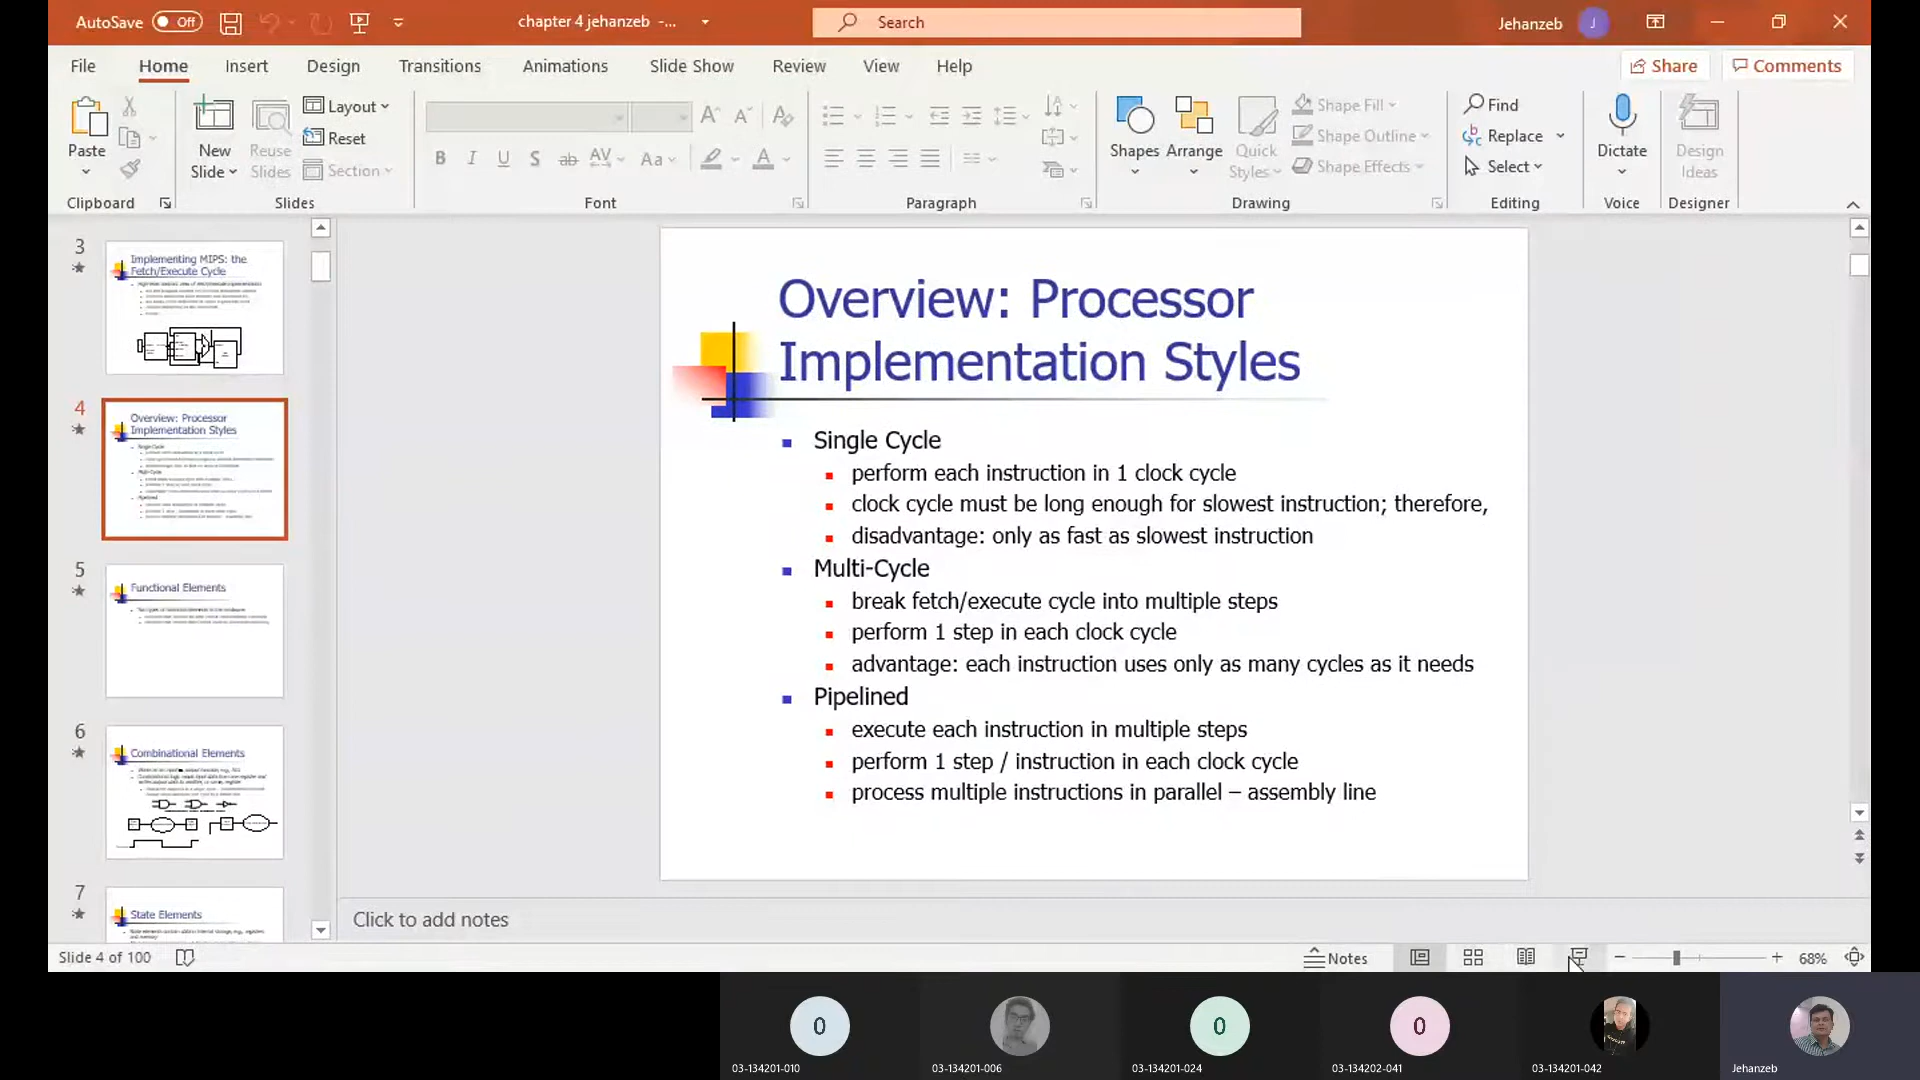 AutoSave Off
chapter 4 jehanzeb -...
Search
Jehanzeb J
File Home Insert Design Transitions Animations Slide Show Review View Help
Share Comments
Paste
New Slide
Reuse Slides
Layout
Reset
Section
B I U S ab AV Aa A
Shapes Arrange Quick Styles
Shape Fill
Shape Outline
Shape Effects
Find
Replace
Select
Dictate
Design Ideas
Clipboard Slides Font Paragraph Drawing Editing Voice Designer
3
Implementing MIPS: the
Fetch/Execute Cycle
4
Overview: Processor
Implementation Styles
5
Functional Elements
6
Combinational Elements
7
State Elements
Overview: Processor
Implementation Styles
Single Cycle
perform each instruction in 1 clock cycle
clock cycle must be long enough for slowest instruction; therefore,
disadvantage: only as fast as slowest instruction
Multi-Cycle
break fetch/execute cycle into multiple steps
perform 1 step in each clock cycle
advantage: each instruction uses only as many cycles as it needs
Pipelined
execute each instruction in multiple steps
perform 1 step / instruction in each clock cycle
process multiple instructions in parallel – assembly line
Click to add notes
Slide 4 of 100
Notes
68%
0 0 0
03-134201-010 03-134201-006 03-134201-024 03-134202-041 03-134201-042 Jehanzeb